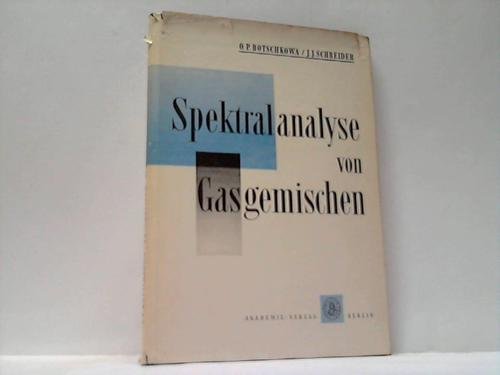 O. P. BOTSCHKOWA / J. J. SCHREIDER
Spektralanalyse
von
Gasgemischen
AKADEMIE-VERLAG BERLIN